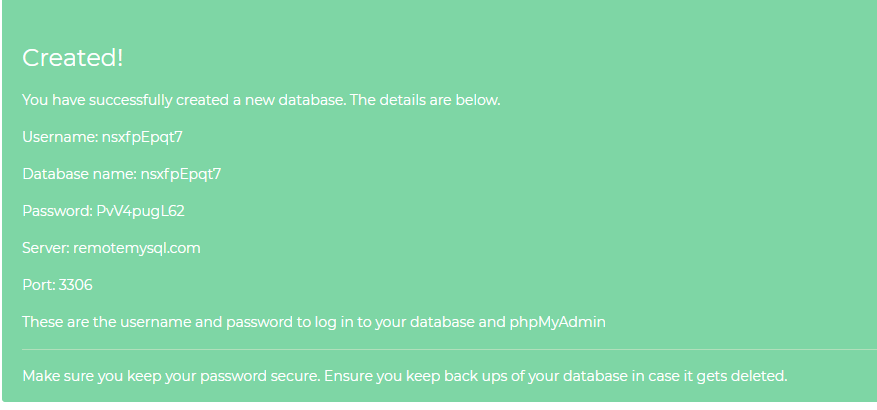 Created!
You have successfully created a new database. The details are below.
Username: nsxfpEpqt7
Database name: nsxfpEpqt7
Password: PvV4pugL62
Server: remotemysql.com
Port: 3306
These are the username and password to log in to your database and phpMyAdmin
Make sure you keep your password secure. Ensure you keep back ups of your database in case it gets deleted.